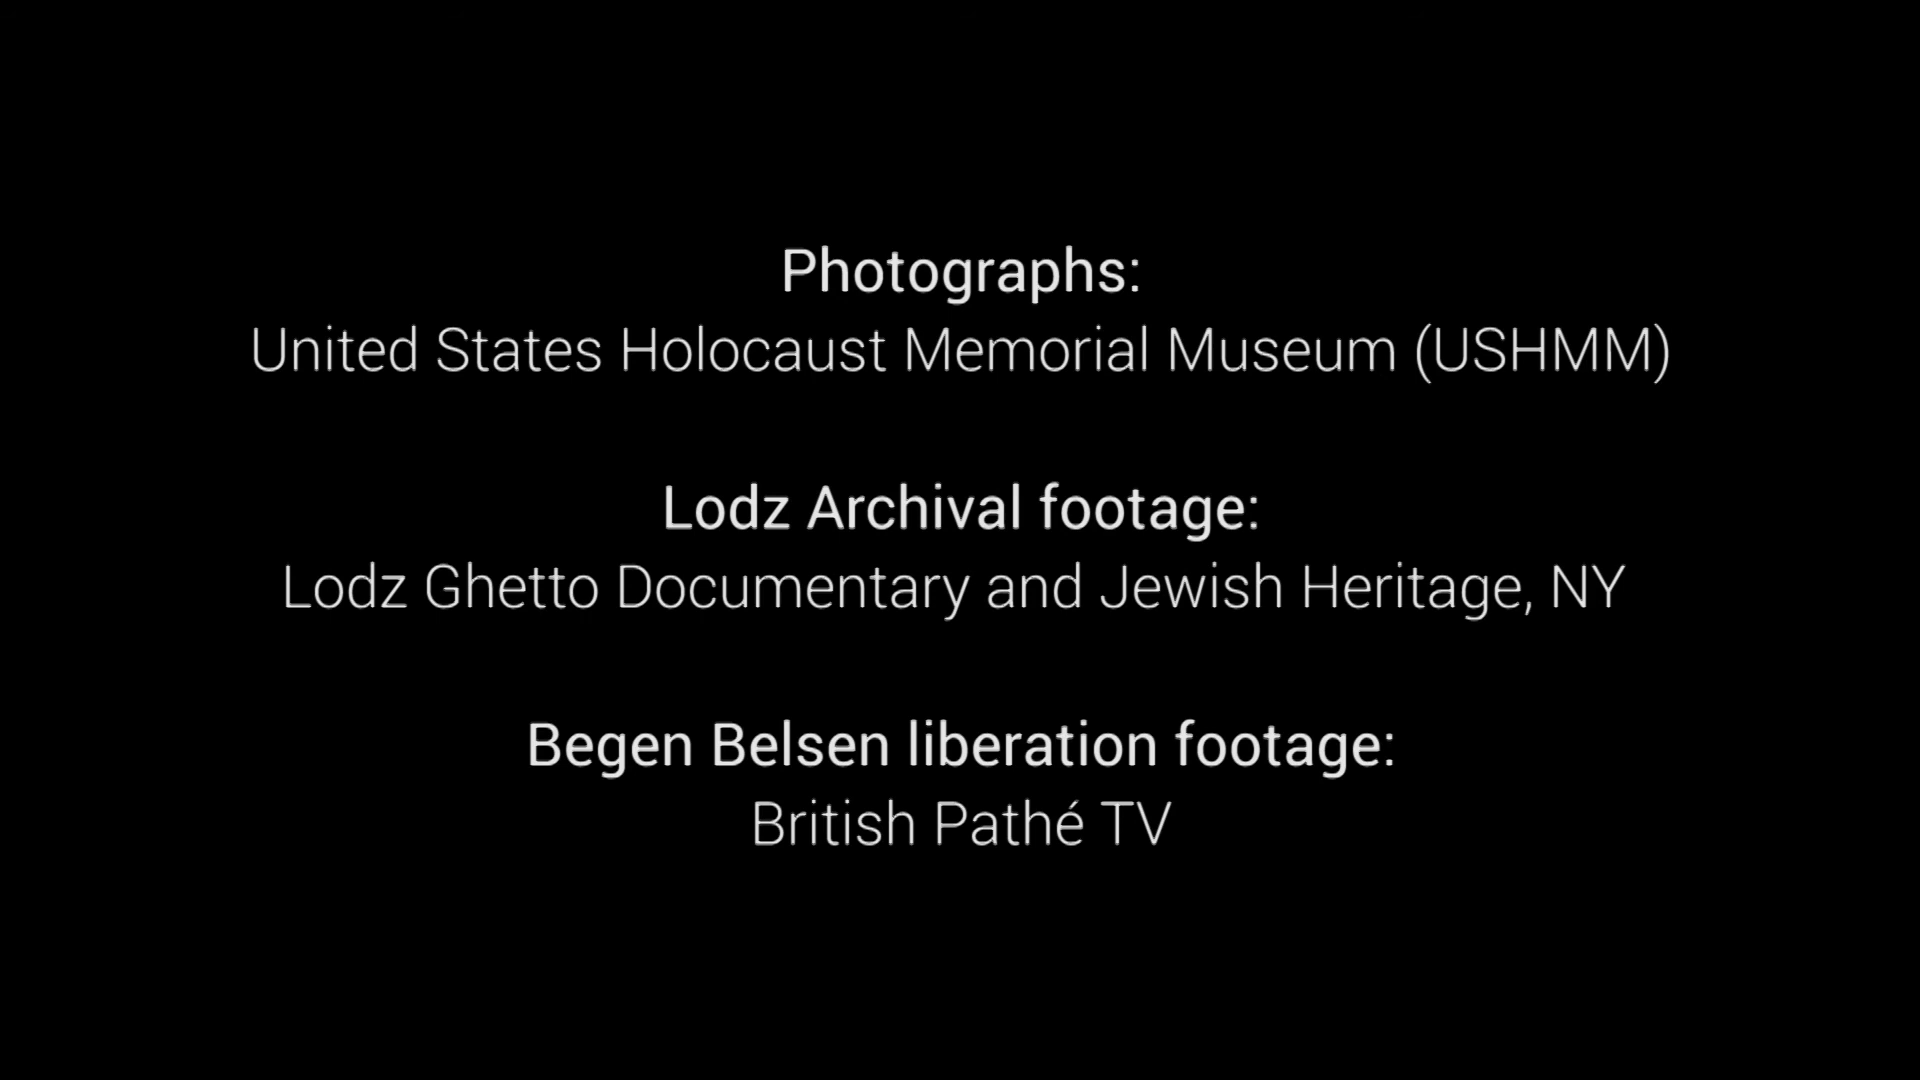 Photographs:
United States Holocaust Memorial Museum (USHMM)
Lodz Archival footage:
Lodz Ghetto Documentary and Jewish Heritage, NY
Begen Belsen liberation footage:
British Pathé TV